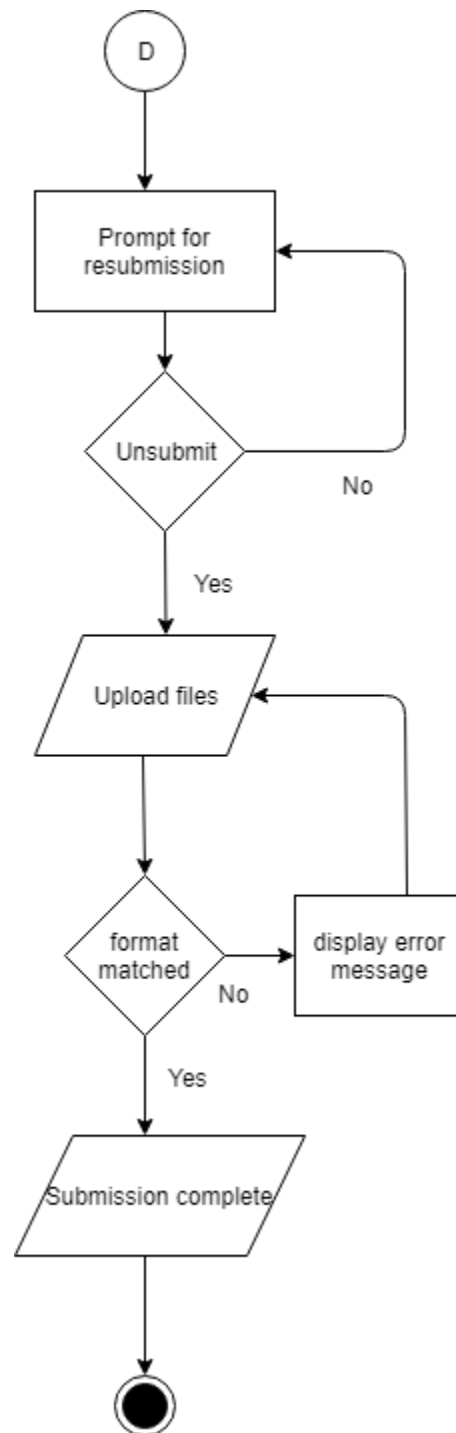 D
Prompt for
resubmission
Unsubmit
No
Yes
Upload files
format
matched
display error
message
No
Yes
Submission complete